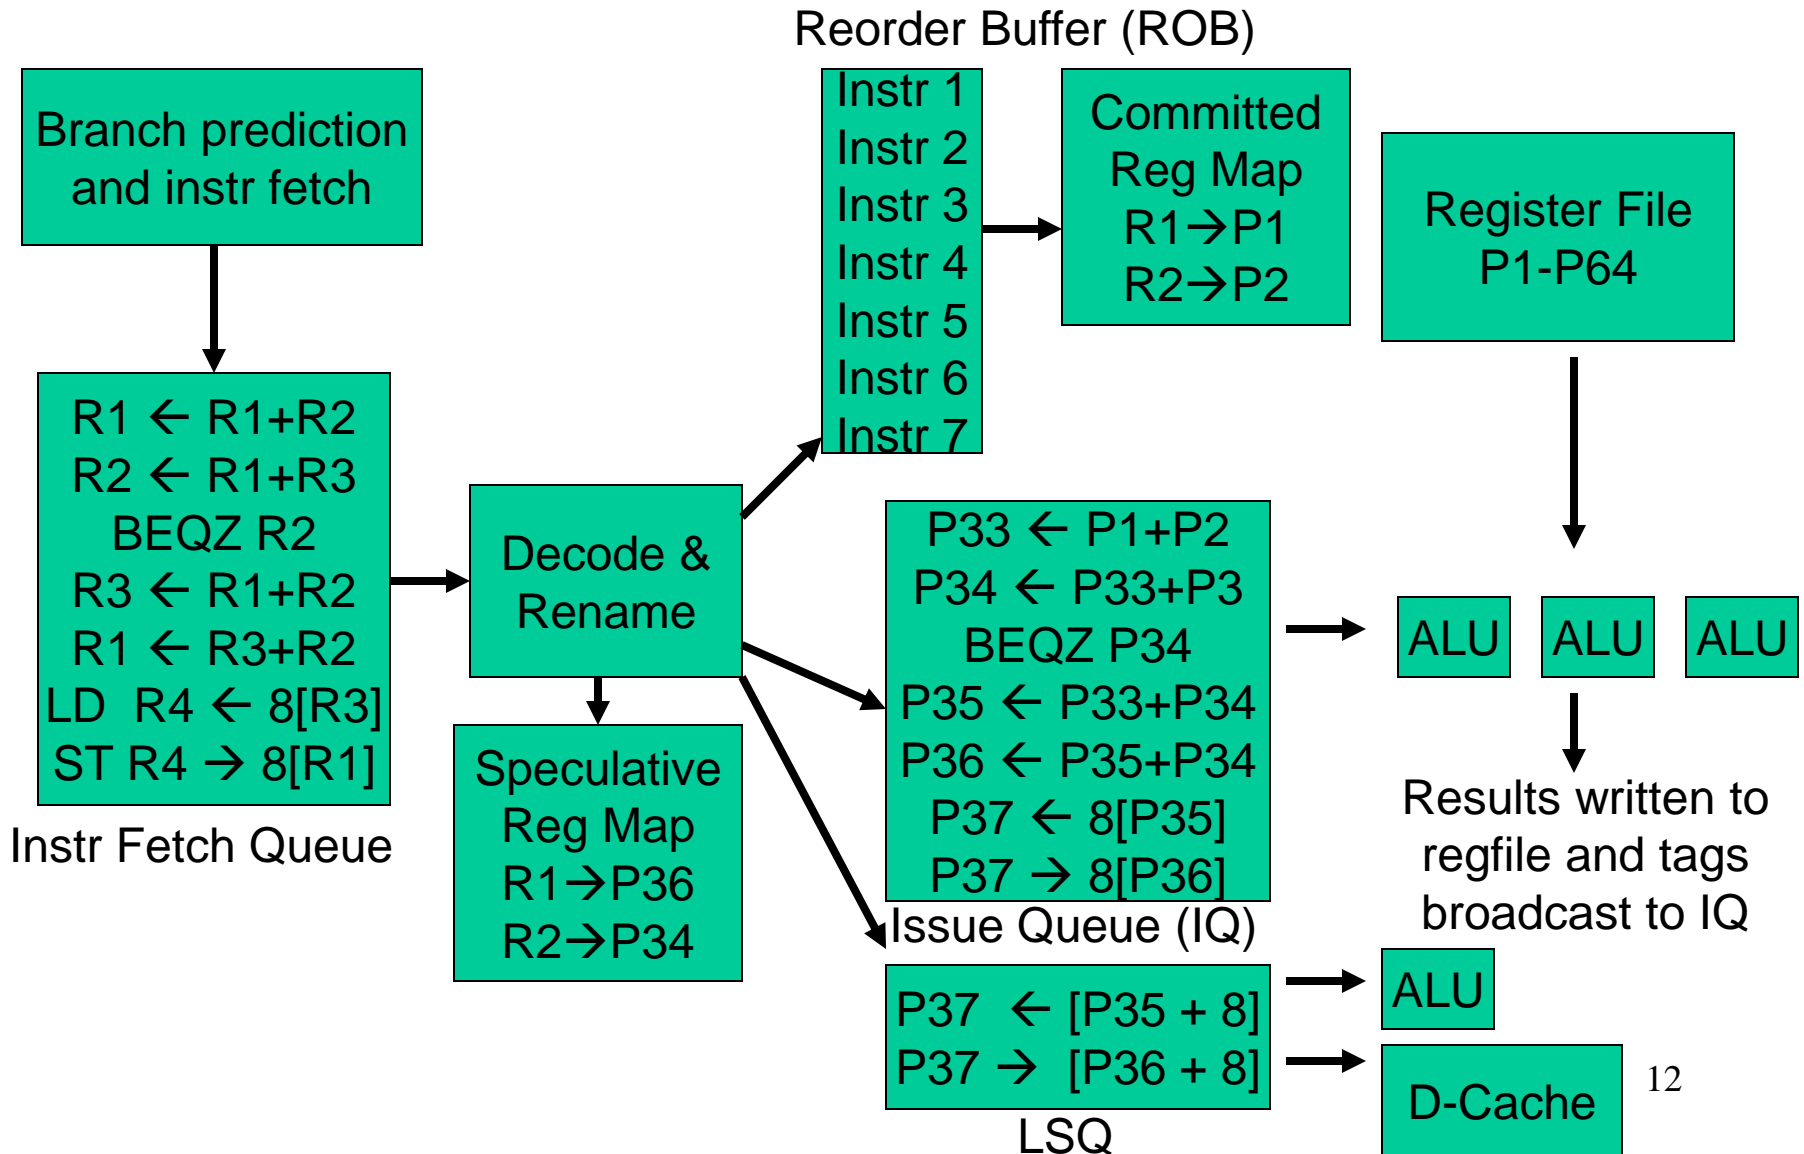 Reorder Buffer (ROB)
Branch prediction
and instr fetch
Instr 1
Instr 2
Instr 3
Instr 4
Instr 5
Instr 6
Instr 7
Committed
Reg Map
R1→P1
R2→P2
Register File
P1-P64
R1 ← R1+R2
R2 ← R1+R3
BEQZ R2
R3 ← R1+R2
R1 ← R3+R2
LD R4 ← 8[R3]
ST R4 → 8[R1]
Instr Fetch Queue
Decode &
Rename
Speculative
Reg Map
R1→P36
R2→P34
P33 ← P1+P2
P34 ← P33+P3
BEQZ P34
P35 ← P33+P34
P36 ← P35+P34
P37 ← 8[P35]
P37 → 8[P36]
Issue Queue (IQ)
ALU
ALU
ALU
Results written to
regfile and tags
broadcast to IQ
P37 ← [P35 + 8]
P37 → [P36 + 8]
LSQ
ALU
D-Cache
12